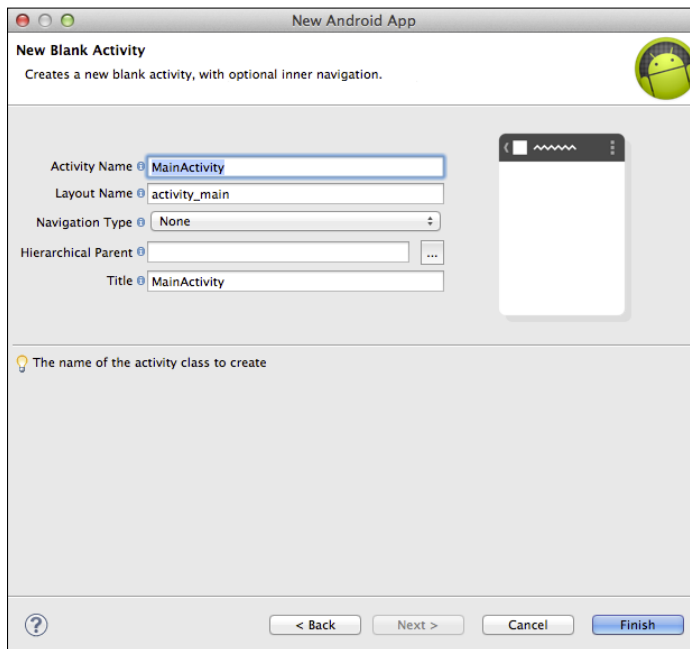 New Android App
New Blank Activity
Creates a new blank activity, with optional inner navigation.
Activity Name MainActivity
Layout Name activity_main
Navigation Type None
Hierarchical Parent ...
Title MainActivity
The name of the activity class to create
? < Back Next > Cancel Finish